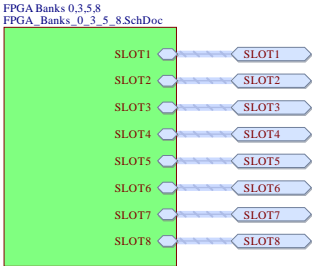 FPGA Banks 0,3,5,8
FPGA_Banks_0_3_5_8.SchDoc
SLOT1 SLOT1
SLOT2 SLOT2
SLOT3 SLOT3
SLOT4 SLOT4
SLOT5 SLOT5
SLOT6 SLOT6
SLOT7 SLOT7
SLOT8 SLOT8